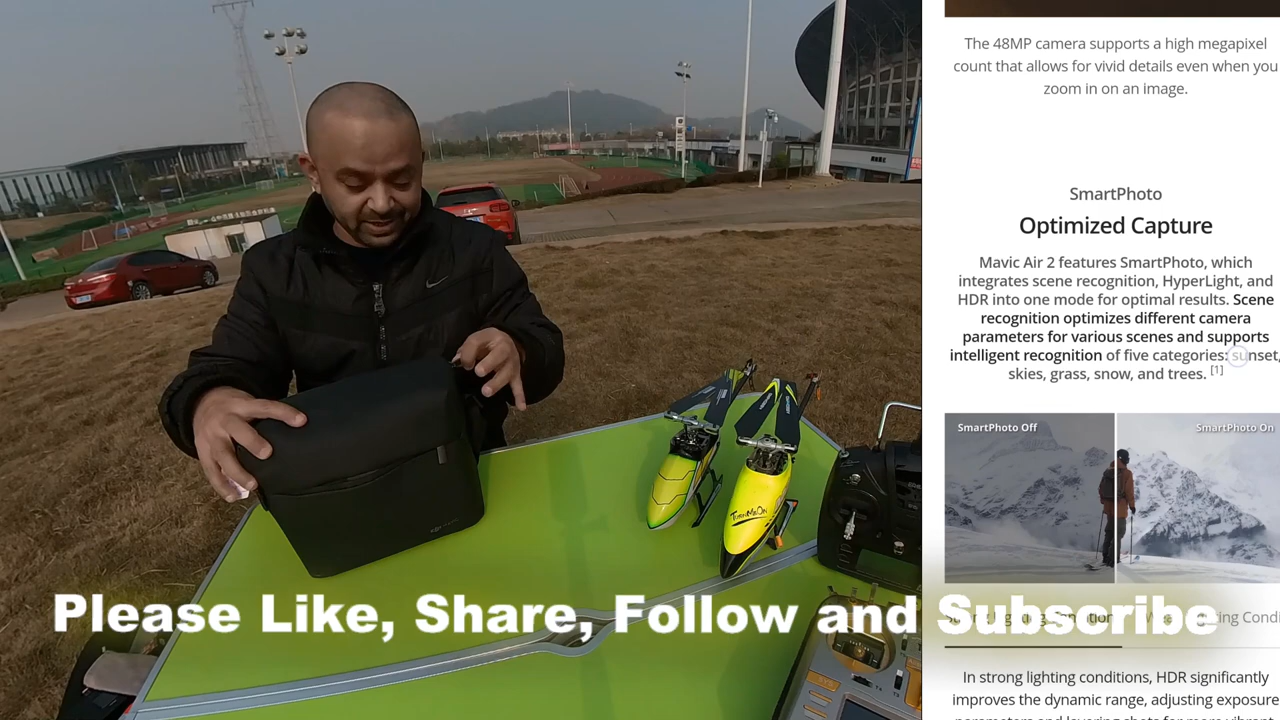 The 48MP camera supports a high megapixel
count that allows for vivid details even when you
zoom in on an image.
SmartPhoto
Optimized Capture
Mavic Air 2 features SmartPhoto, which
integrates scene recognition, HyperLight, and
HDR into one mode for optimal results. Scene
recognition optimizes different camera
parameters for various scenes and supports
intelligent recognition of five categories: sunset,
skies, grass, snow, and trees. [1]
SmartPhoto Off
SmartPhoto On
TurnMeOn
Please Like, Share, Follow and Subscribe
In strong lighting conditions, HDR significantly
improves the dynamic range, adjusting exposure